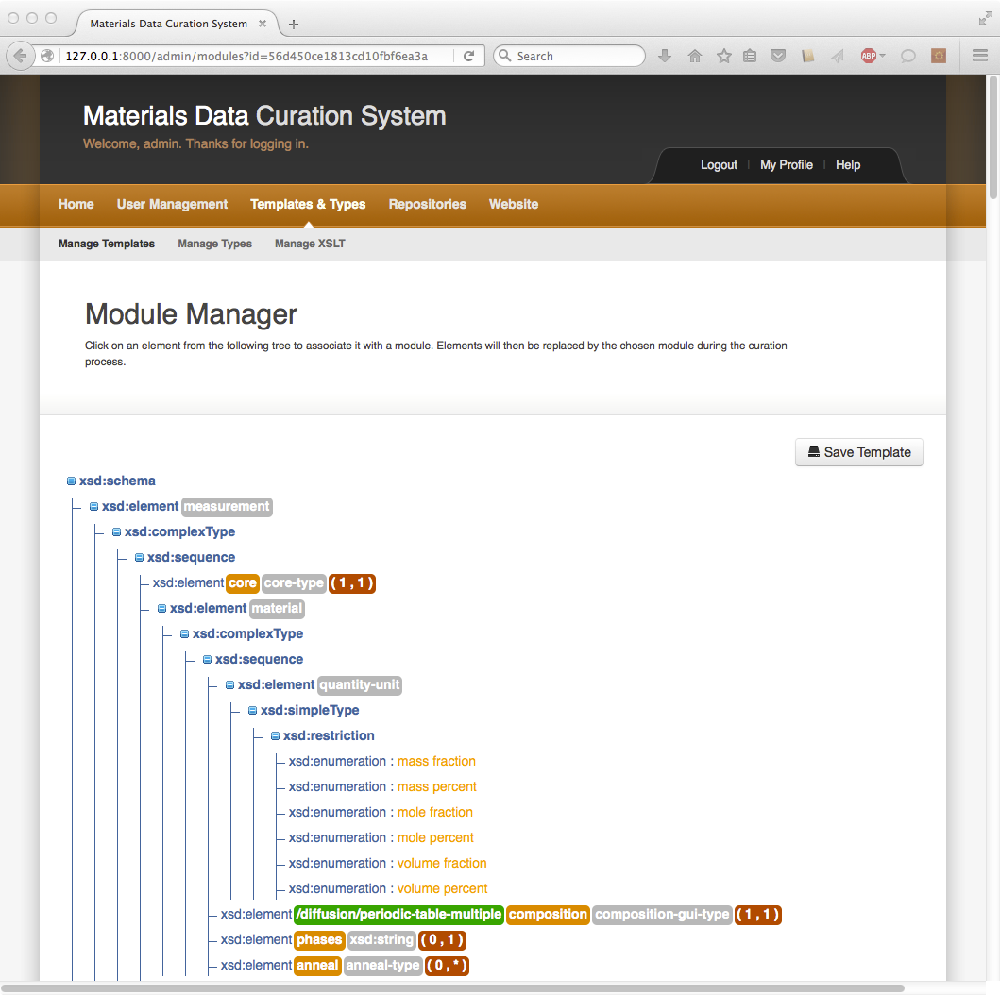 Materials Data Curation System
127.0.0.1:8000/admin/modules?id=56d450ce1813cd10fbf6ea3a
Search
ABP
Materials Data Curation System
Welcome, admin. Thanks for logging in.
Logout | My Profile | Help
Home User Management Templates & Types Repositories Website
Manage Templates Manage Types Manage XSLT
Module Manager
Click on an element from the following tree to associate it with a module. Elements will then be replaced by the chosen module during the curation
process.
Save Template
xsd:schema
xsd:element measurement
xsd:complexType
xsd:sequence
xsd:element core core-type ( 1 , 1 )
xsd:element material
xsd:complexType
xsd:sequence
xsd:element quantity-unit
xsd:simpleType
xsd:restriction
xsd:enumeration : mass fraction
xsd:enumeration : mass percent
xsd:enumeration : mole fraction
xsd:enumeration : mole percent
xsd:enumeration : volume fraction
xsd:enumeration : volume percent
xsd:element /diffusion/periodic-table-multiple composition composition-gui-type ( 1 , 1 )
xsd:element phases xsd:string ( 0 , 1 )
xsd:element anneal anneal-type ( 0 , * )